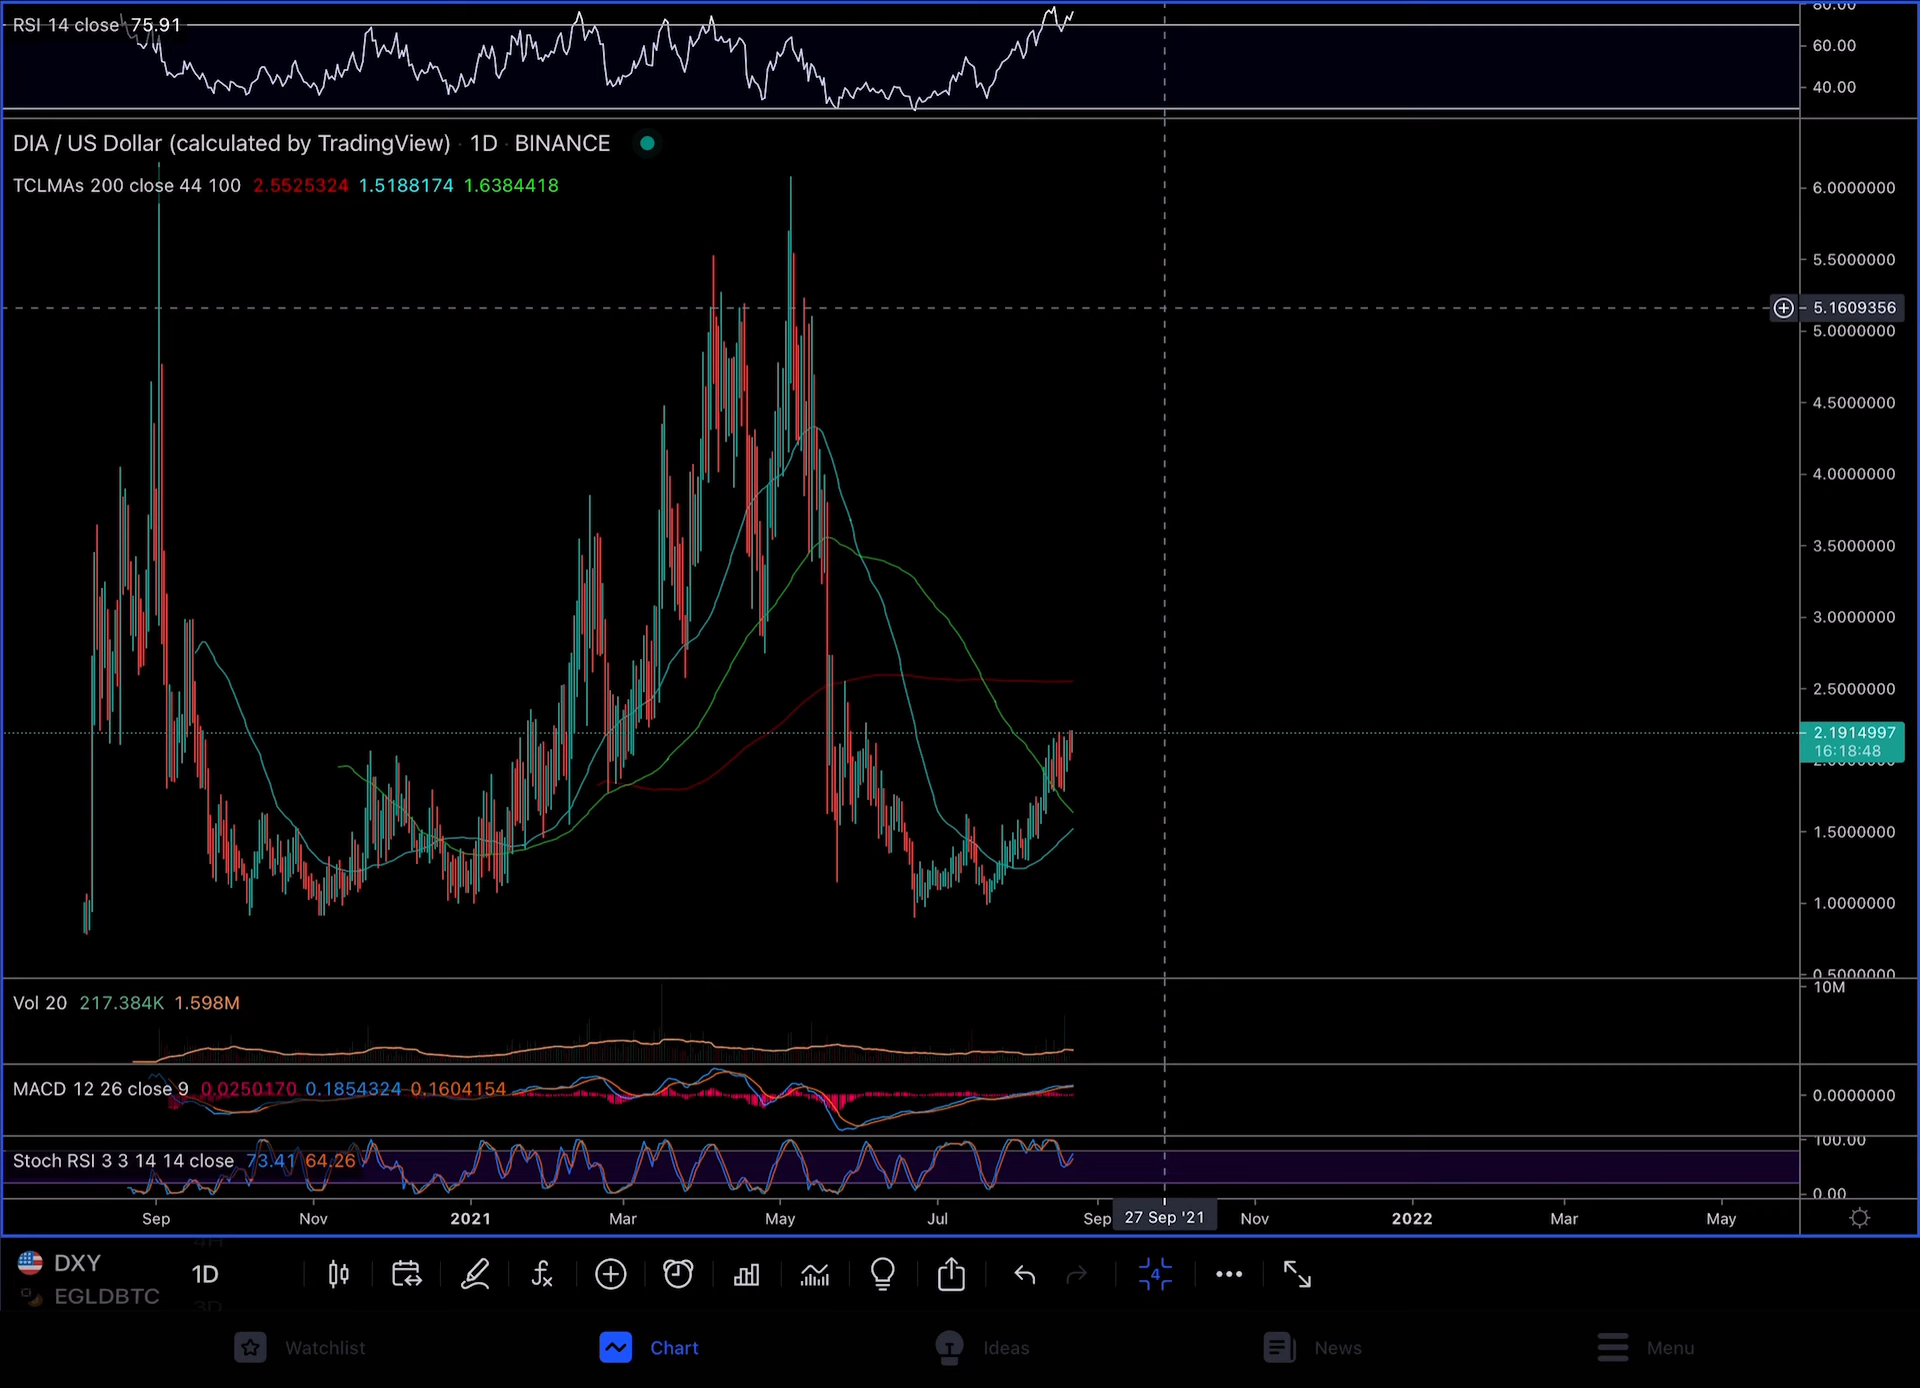 RSI 14 close 75.91
80.00
60.00
40.00
DIA / US Dollar (calculated by TradingView) · 1D · BINANCE
TCLMAs 200 close 44 100 2.5525324 1.5188174 1.6384418
6.0000000
5.5000000
5.1609356
5.0000000
4.5000000
4.0000000
3.5000000
3.0000000
2.5000000
2.1914997
16:18:48
2.0000000
1.5000000
1.0000000
0.5000000
Vol 20 217.384K 1.598M
10M
MACD 12 26 close 9 0.0250170 0.1854324 0.1604154
0.0000000
Stoch RSI 3 3 14 14 close 73.41 64.26
100.00
0.00
Sep Nov 2021 Mar May Jul Sep 27 Sep '21 Nov 2022 Mar May
4H
DXY 1D 4
EGLDBTC
3D
Watchlist Chart Ideas News Menu